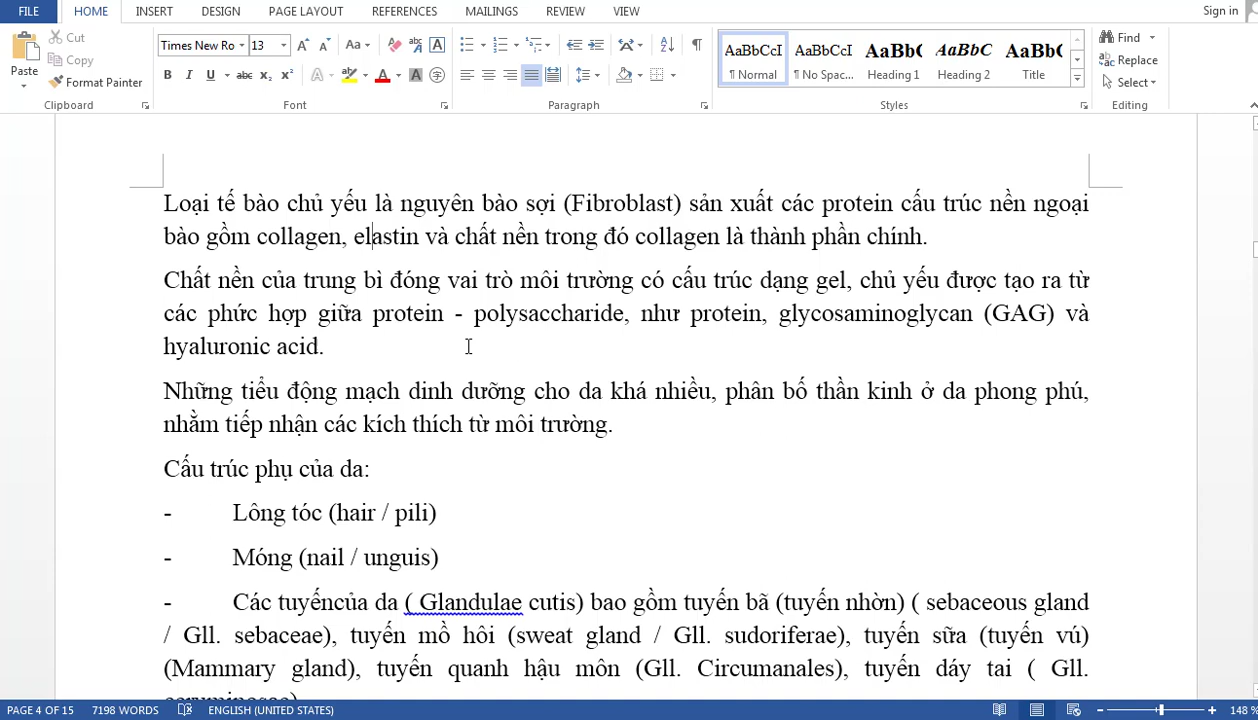 FILE HOME INSERT DESIGN PAGE LAYOUT REFERENCES MAILINGS REVIEW VIEW Sign in
Paste Cut Copy Format Painter
Times New Ro 13 Aa
B I U abc X₂ X²
AaBbCcI AaBbCcI AaBbC AaBbC AaBbC
¶ Normal ¶ No Spac... Heading 1 Heading 2 Title
Find Replace Select
Clipboard Font Paragraph Styles Editing
Loại tế bào chủ yếu là nguyên bào sợi (Fibroblast) sản xuất các protein cấu trúc nền ngoại
bào gồm collagen, elastin và chất nền trong đó collagen là thành phần chính.
Chất nền của trung bì đóng vai trò môi trường có cấu trúc dạng gel, chủ yếu được tạo ra từ
các phức hợp giữa protein - polysaccharide, như protein, glycosaminoglycan (GAG) và
hyaluronic acid.
Những tiểu động mạch dinh dưỡng cho da khá nhiều, phân bố thần kinh ở da phong phú,
nhằm tiếp nhận các kích thích từ môi trường.
Cấu trúc phụ của da:
- Lông tóc (hair / pili)
- Móng (nail / unguis)
- Các tuyếncủa da ( Glandulae cutis) bao gồm tuyến bã (tuyến nhờn) ( sebaceous gland
/ Gll. sebaceae), tuyến mồ hôi (sweat gland / Gll. sudoriferae), tuyến sữa (tuyến vú)
(Mammary gland), tuyến quanh hậu môn (Gll. Circumanales), tuyến dáy tai ( Gll.
PAGE 4 OF 15 7198 WORDS ENGLISH (UNITED STATES) 148 %